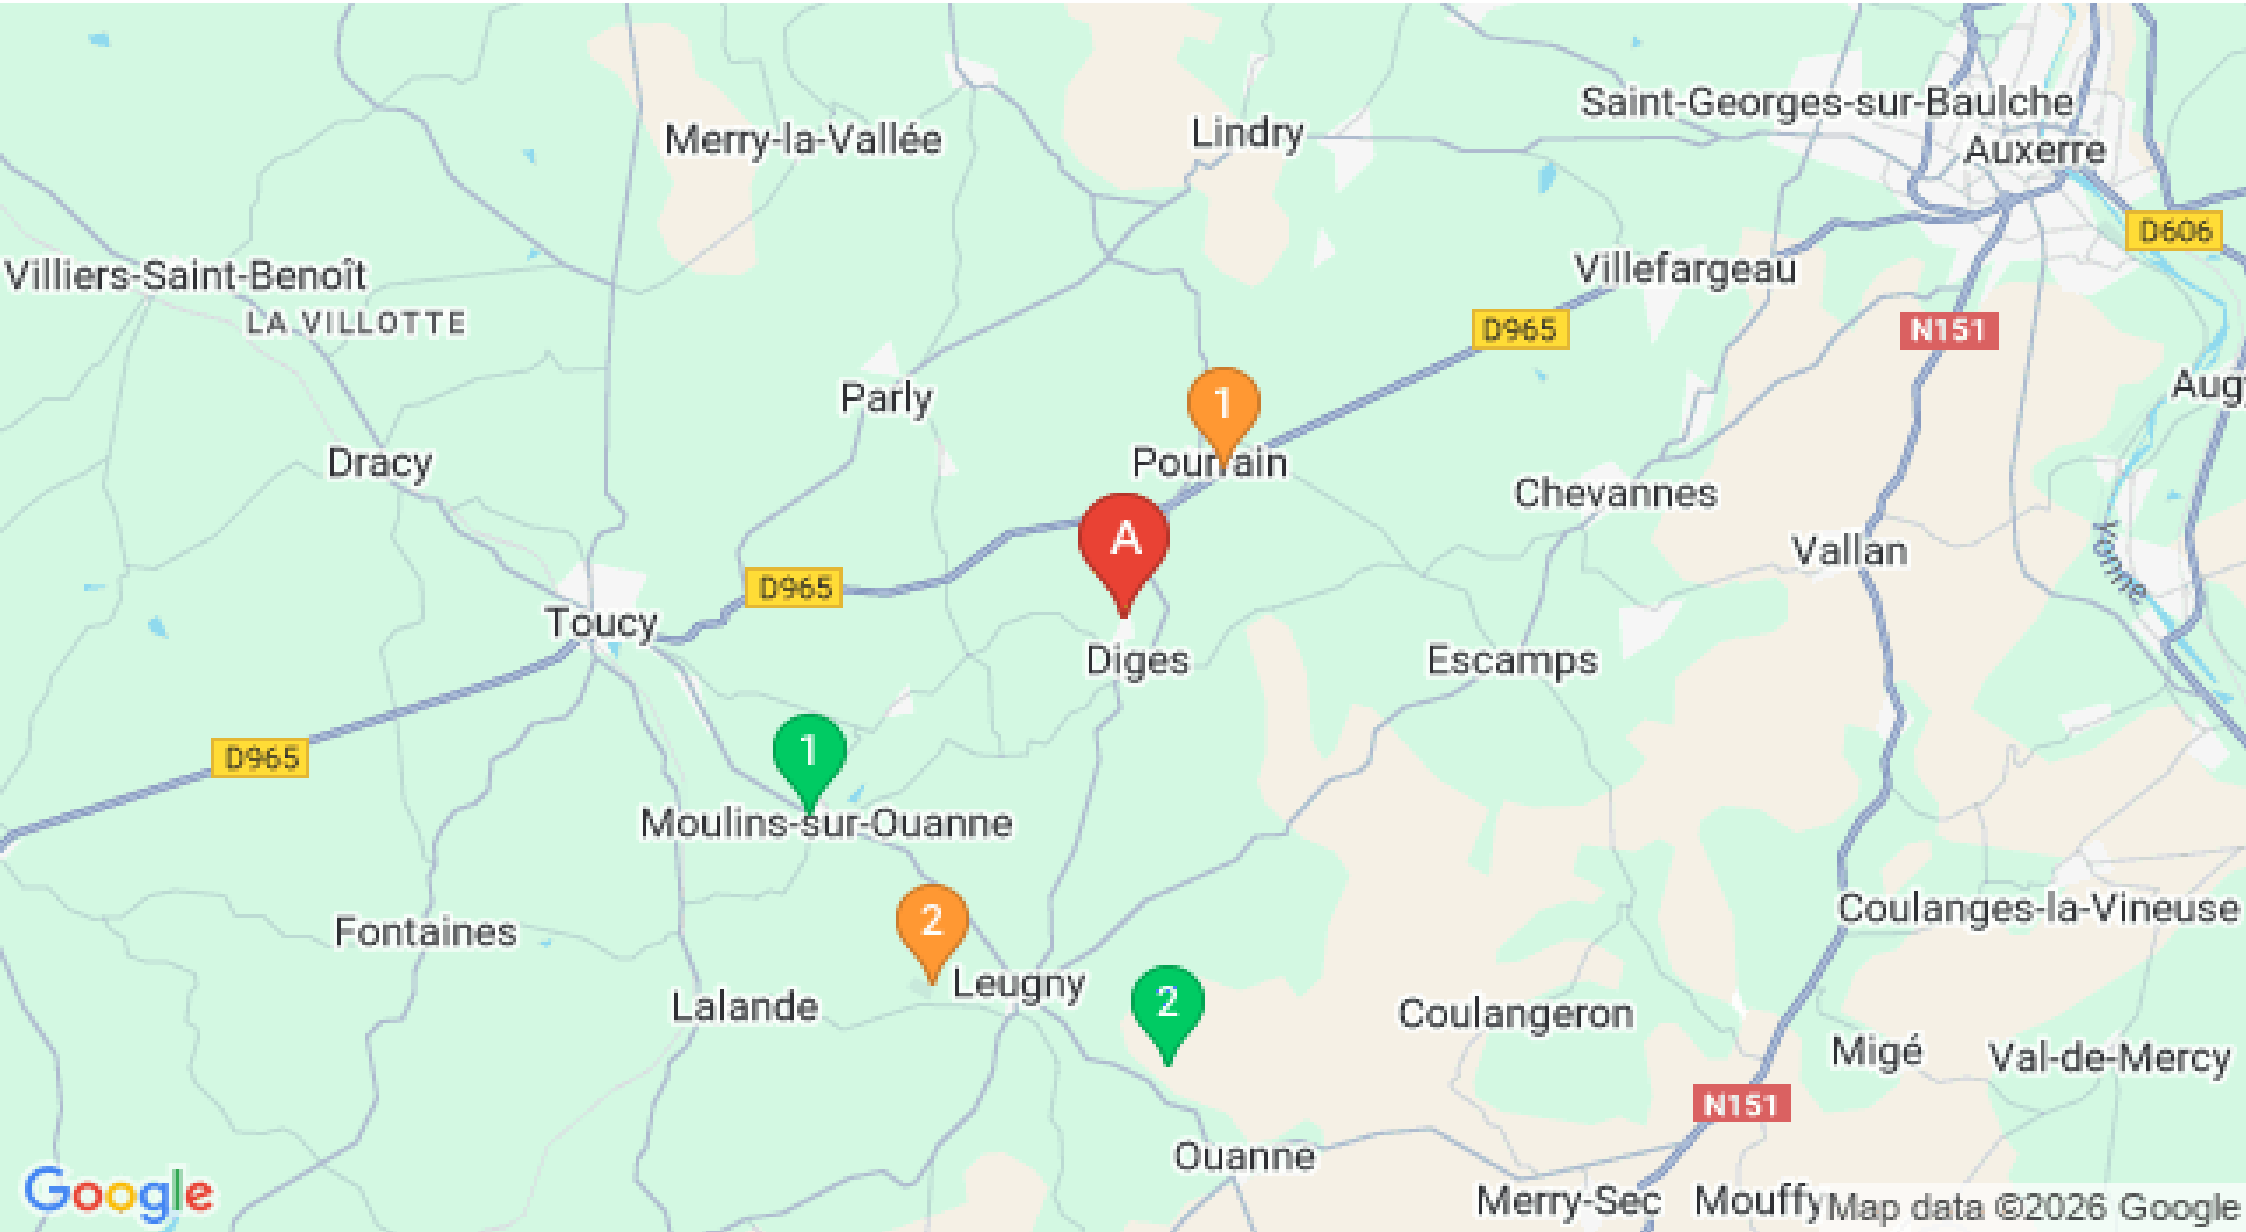 Saint-Georges-sur-Baulche
Merry-la-Vallée
Lindry
Auxerre
D606
Villiers-Saint-Benoît
Villefargeau
LA VILLOTTE
D965
N151
Parly
1
Dracy
Pourrain
Chevannes
A
Vallan
Yonne
D965
Toucy
Diges
Escamps
D965
1
Moulins-sur-Ouanne
Fontaines
2
Coulanges-la-Vineuse
Leugny
Lalande
2
Coulangeron
Migé
Val-de-Mercy
N151
Ouanne
Google
Merry-Sec
Mouffy
Map data ©2026 Google